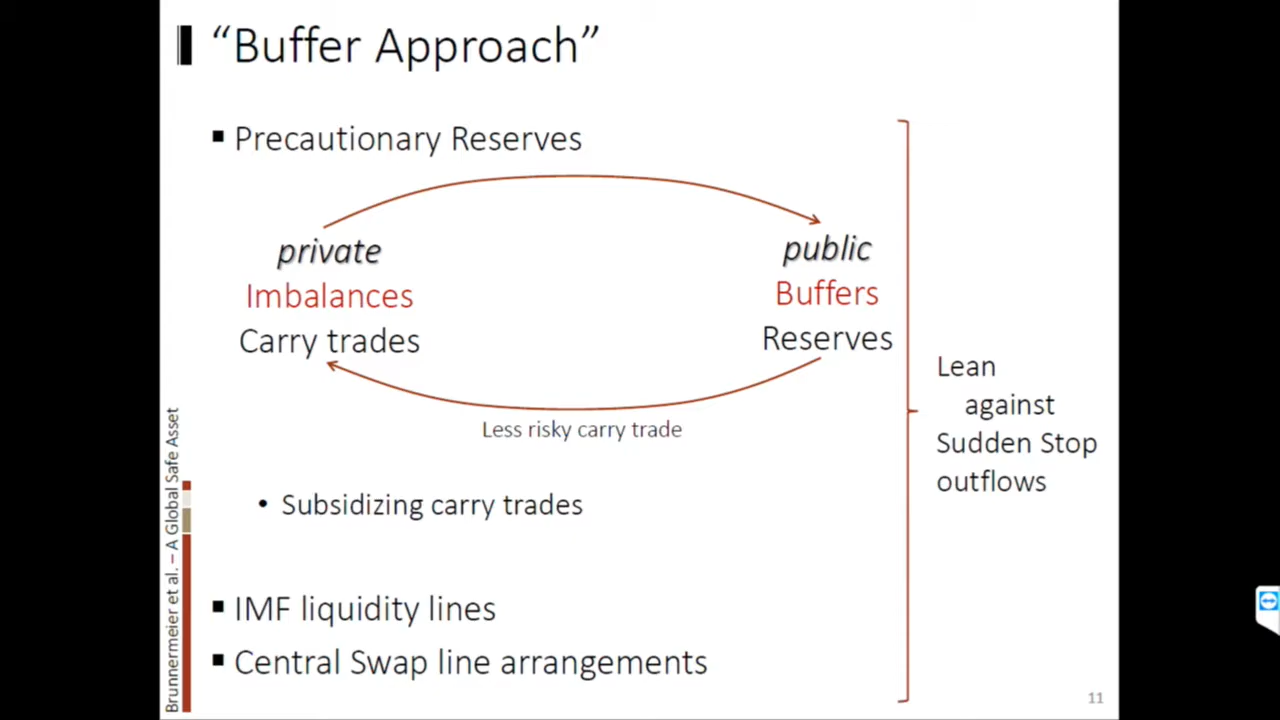 “Buffer Approach”
▪ Precautionary Reserves
private
Imbalances
Carry trades
public
Buffers
Reserves
Less risky carry trade
• Subsidizing carry trades
▪ IMF liquidity lines
▪ Central Swap line arrangements
Lean
against
Sudden Stop
outflows
Brunnermeier et al. – A Global Safe Asset
11